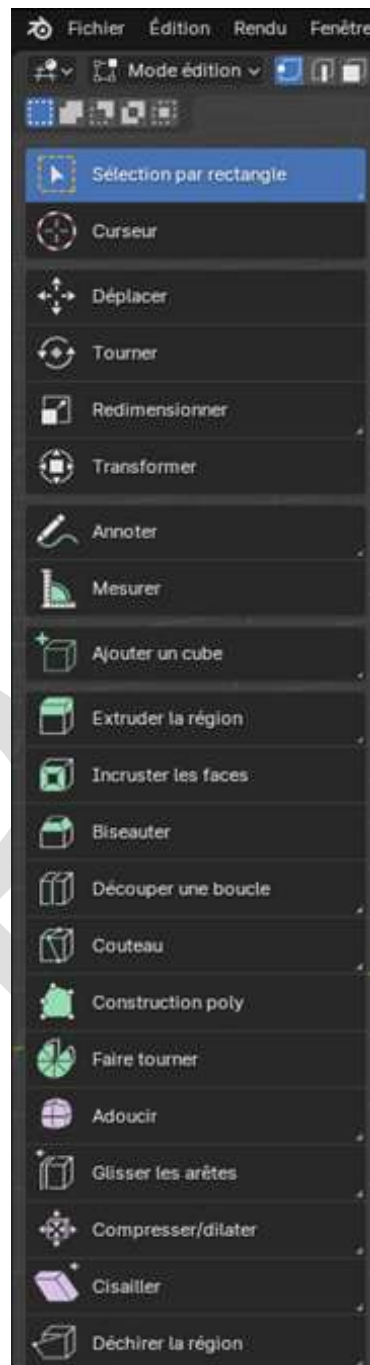 Fichier Édition Rendu Fenêtre
Mode édition
Sélection par rectangle
Curseur
Déplacer
Tourner
Redimensionner
Transformer
Annoter
Mesurer
Ajouter un cube
Extruder la région
Incruster les faces
Biseauter
Découper une boucle
Couteau
Construction poly
Faire tourner
Adoucir
Glisser les arêtes
Compresser/dilater
Cisailler
Déchirer la région